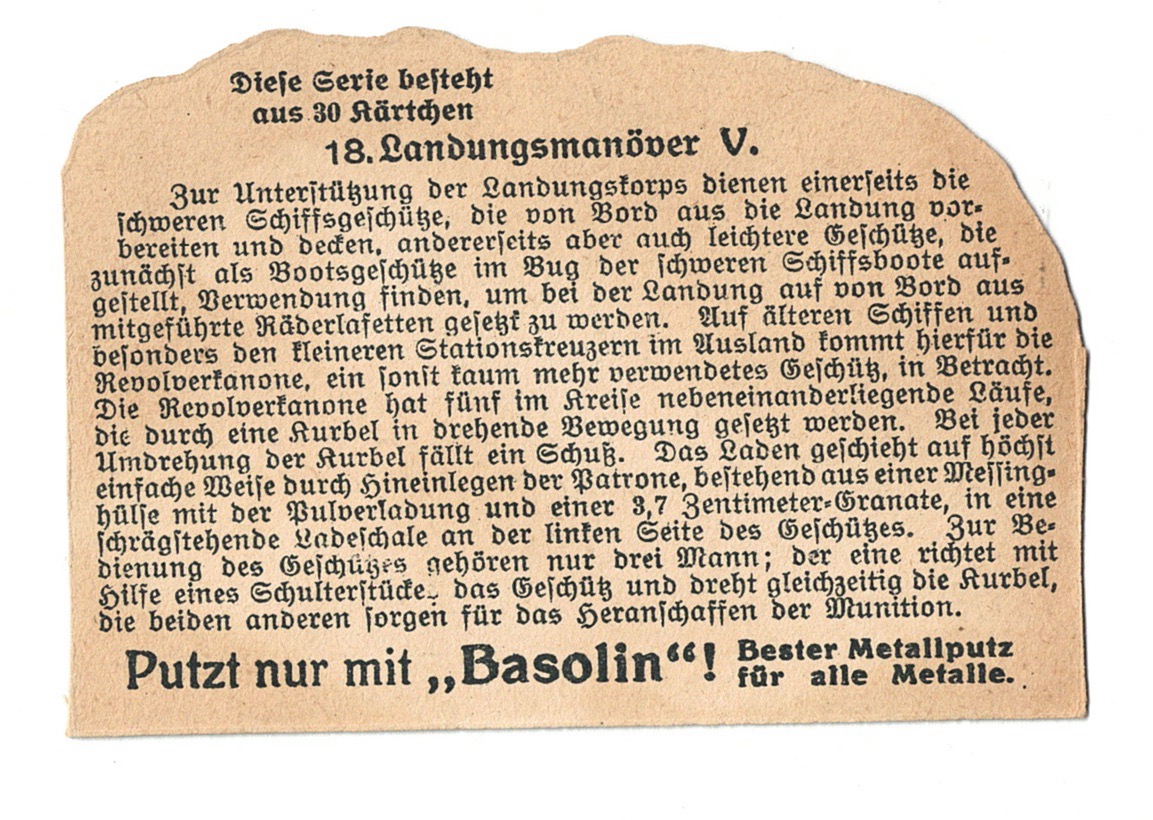 Diese Serie besteht
aus 30 Kärtchen
18. Landungsmanöver V.
Zur Unterstützung der Landungskorps dienen einerseits die
schweren Schiffsgeschütze, die von Bord aus die Landung vor-
bereiten und decken, andererseits aber auch leichtere Geschütze, die
zunächst als Bootsgeschütze im Bug der schweren Schiffsboote auf-
gestellt, Verwendung finden, um bei der Landung auf von Bord aus
mitgeführte Räderlafetten gesetzt zu werden. Auf älteren Schiffen und
besonders den kleineren Stationskreuzern im Ausland kommt hierfür die
Revolverkanone, ein sonst kaum mehr verwendetes Geschütz, in Betracht.
Die Revolverkanone hat fünf im Kreise nebeneinanderliegende Läufe,
die durch eine Kurbel in drehende Bewegung gesetzt werden. Bei jeder
Umdrehung der Kurbel fällt ein Schuß. Das Laden geschieht auf höchst
einfache Weise durch Hineinlegen der Patrone, bestehend aus einer Messing-
hülse mit der Pulverladung und einer 3,7 Zentimeter-Granate, in eine
schrägstehende Ladeschale an der linken Seite des Geschützes. Zur Be-
dienung des Geschützes gehören nur drei Mann; der eine richtet mit
Hilfe eines Schulterstückes das Geschütz und dreht gleichzeitig die Kurbel,
die beiden anderen sorgen für das Heranschaffen der Munition.
Putzt nur mit „Basolin“! Bester Metallputz
für alle Metalle.